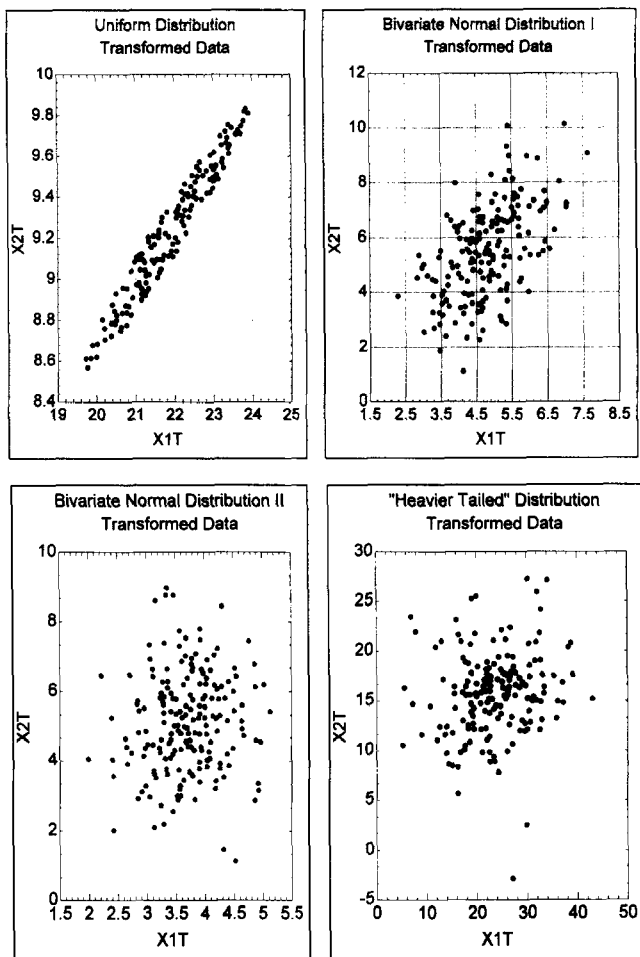 Uniform Distribution
Transformed Data
10
9.8
9.6
9.4
9.2
9
8.8
8.6
8.4
X2T
19 20 21 22 23 24 25
X1T
Bivariate Normal Distribution I
Transformed Data
12
10
8
6
4
2
0
X2T
1.5 2.5 3.5 4.5 5.5 6.5 7.5 8.5
X1T
Bivariate Normal Distribution II
Transformed Data
10
8
6
4
2
0
X2T
1.5 2 2.5 3 3.5 4 4.5 5 5.5
X1T
"Heavier Tailed" Distribution
Transformed Data
30
25
20
15
10
5
0
-5
X2T
0 10 20 30 40 50
X1T